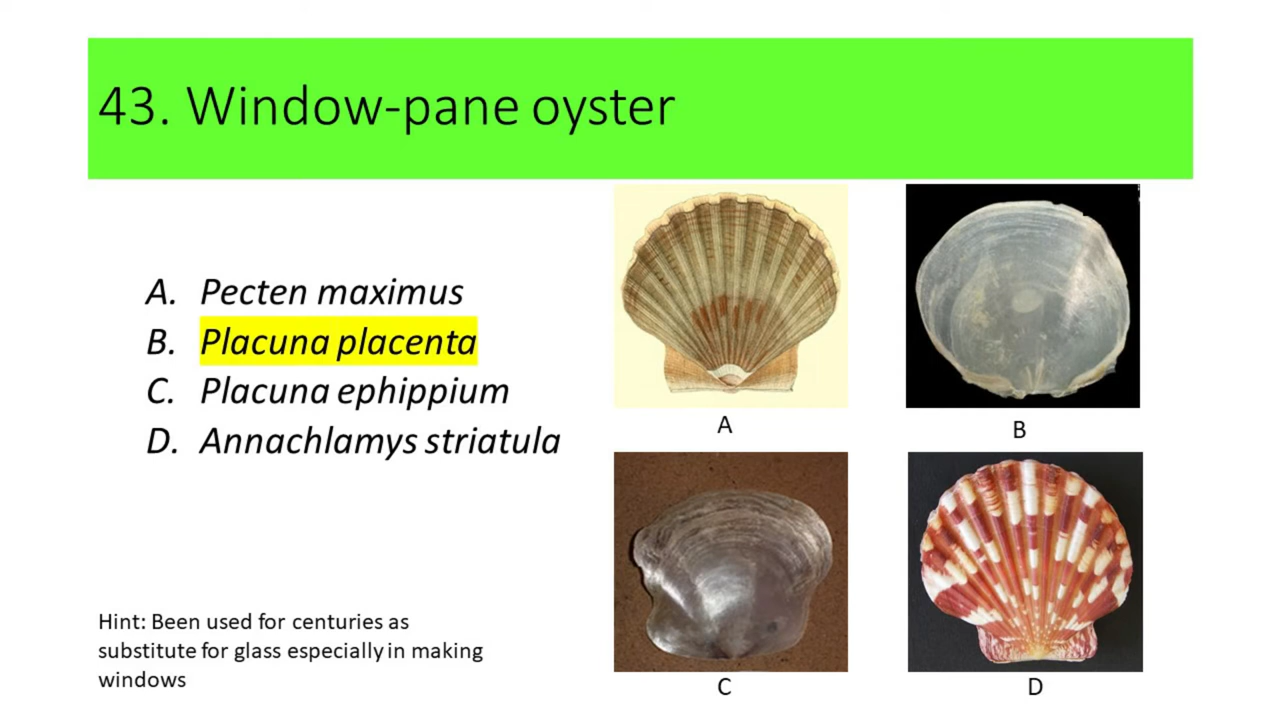 43. Window-pane oyster
A. Pecten maximus
B. Placuna placenta
C. Placuna ephippium
D. Annachlamys striatula
Hint: Been used for centuries as
substitute for glass especially in making
windows
A
B
C
D